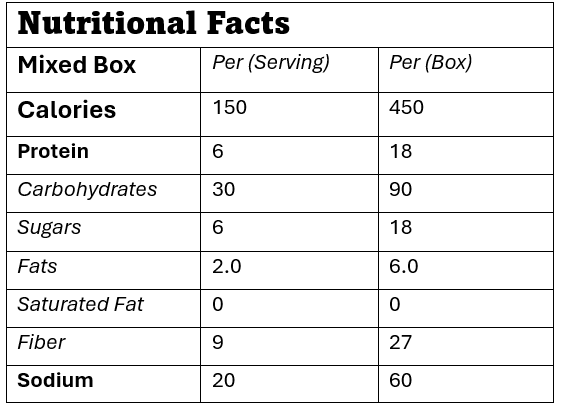 Nutritional Facts
Mixed Box Per (Serving) Per (Box)
Calories 150 450
Protein 6 18
Carbohydrates 30 90
Sugars 6 18
Fats 2.0 6.0
Saturated Fat 0 0
Fiber 9 27
Sodium 20 60